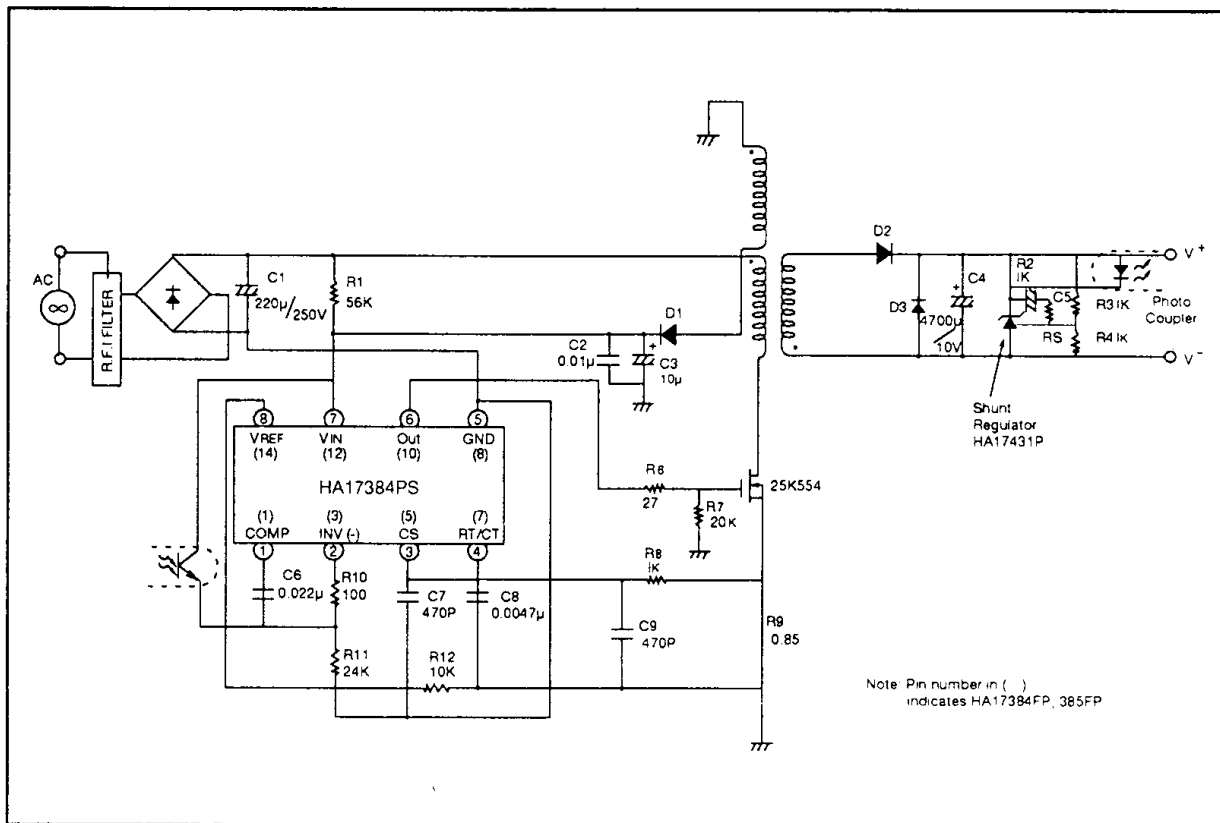 AC
R.F.I FILTER
C1
220μ/250V
R1
56K
C2
0.01μ
C3
10μ
D1
D2
D3
C4
4700μ
10V
R2
1K
C5
RS
R3 1K
R4 1K
V+
V-
Photo
Coupler
Shunt
Regulator
HA17431P
8
7
6
5
VREF
(14)
VIN
(12)
Out
(10)
GND
(8)
HA17384PS
(1)
COMP
(3)
INV (-)
(5)
CS
(7)
RT/CT
1
2
3
4
R6
27
R7
20K
25K554
C6
0.022μ
R10
100
C7
470P
C8
0.0047μ
R8
1K
C9
470P
R9
0.85
R11
24K
R12
10K
Note: Pin number in ( )
indicates HA17384FP, 385FP